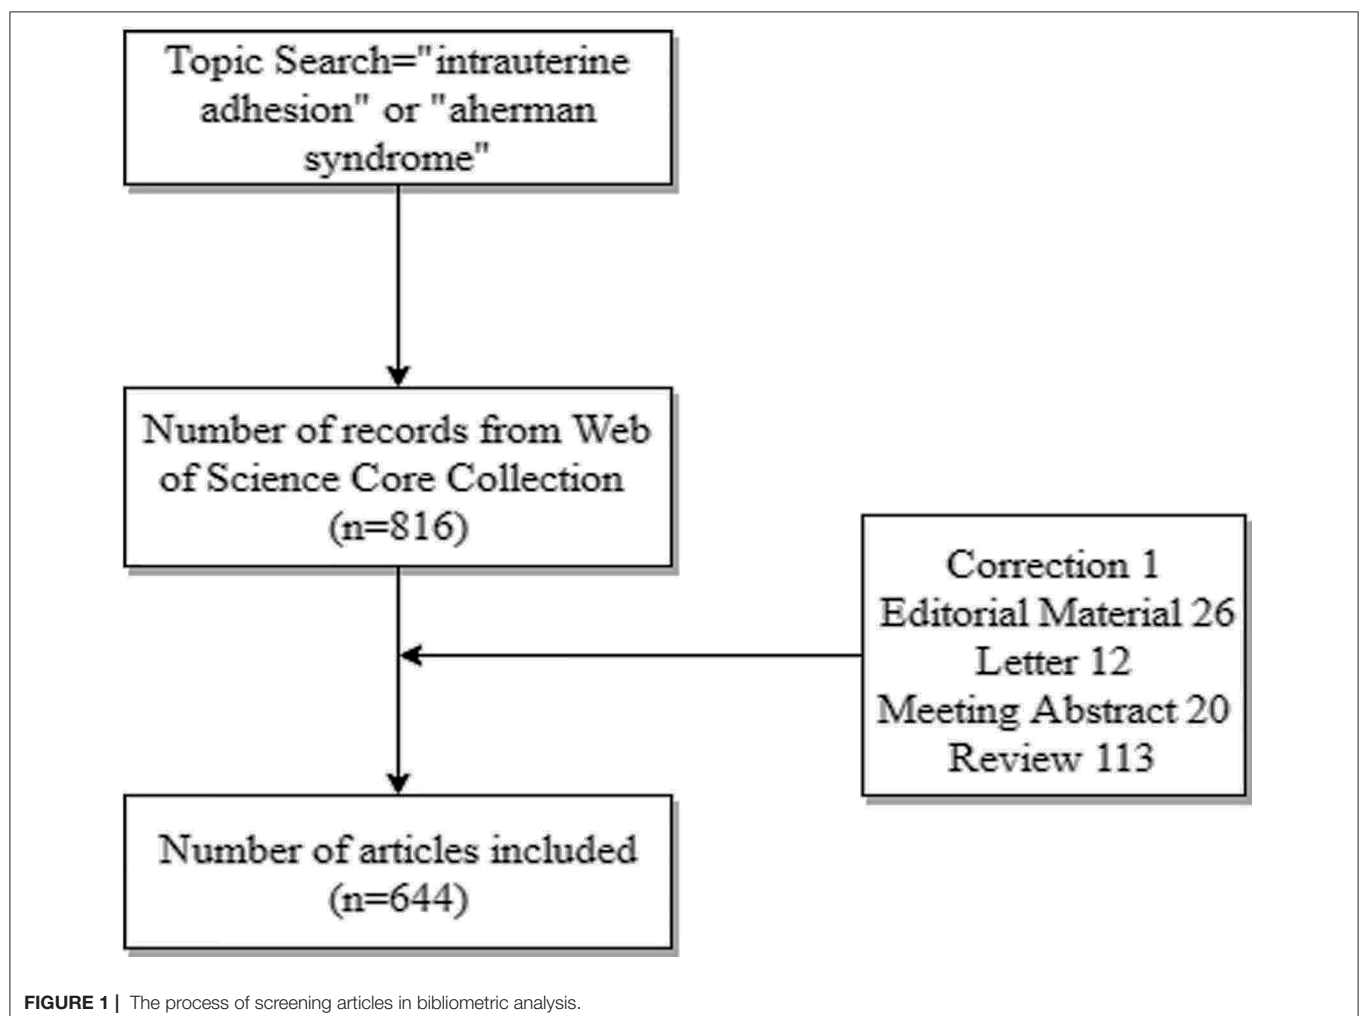 Topic Search="intrauterine
adhesion" or "aherman
syndrome"
Number of records from Web
of Science Core Collection
(n=816)
Correction 1
Editorial Material 26
Letter 12
Meeting Abstract 20
Review 113
Number of articles included
(n=644)
FIGURE 1 | The process of screening articles in bibliometric analysis.